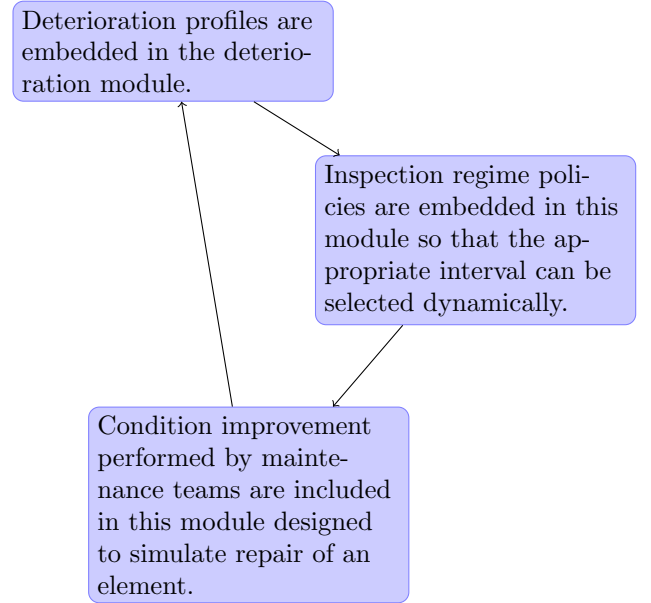 Deterioration profiles are
embedded in the deterio-
ration module.
Inspection regime poli-
cies are embedded in this
module so that the ap-
propriate interval can be
selected dynamically.
Condition improvement
performed by mainte-
nance teams are included
in this module designed
to simulate repair of an
element.